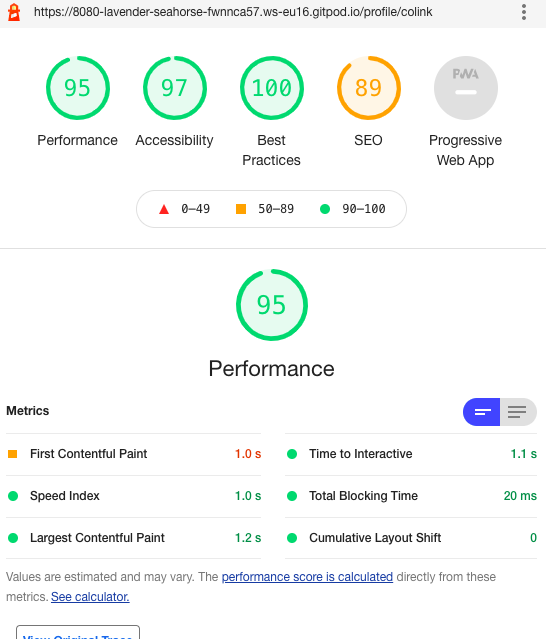 https://8080-lavender-seahorse-fwnnca57.ws-eu16.gitpod.io/profile/colink
95 97 100 89 PWA
Performance Accessibility Best Practices SEO Progressive Web App
0–49 50–89 90–100
95
Performance
Metrics
First Contentful Paint 1.0 s
Time to Interactive 1.1 s
Speed Index 1.0 s
Total Blocking Time 20 ms
Largest Contentful Paint 1.2 s
Cumulative Layout Shift 0
Values are estimated and may vary. The performance score is calculated directly from these
metrics. See calculator.
View Original Trace